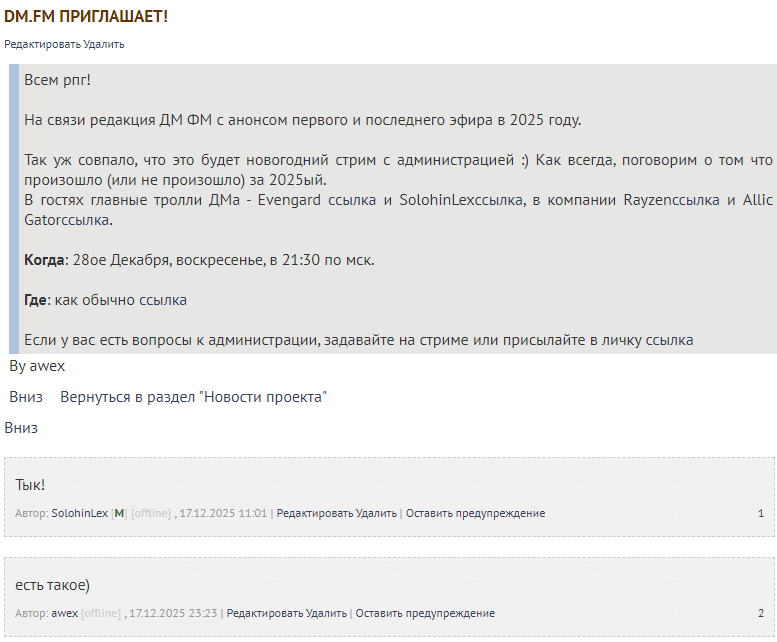 DM.FM ПРИГЛАШАЕТ!
Редактировать Удалить
Всем рпг!
На связи редакция ДМ ФМ с анонсом первого и последнего эфира в 2025 году.
Так уж совпало, что это будет новогодний стрим с администрацией :) Как всегда, поговорим о том что
произошло (или не произошло) за 2025ый.
В гостях главные тролли ДМа - Evengard ссылка и SolohinLexссылка, в компании Rayzenссылка и Allic
Gatorссылка.
Когда: 28ое Декабря, воскресенье, в 21:30 по мск.
Где: как обычно ссылка
Если у вас есть вопросы к администрации, задавайте на стриме или присылайте в личку ссылка
By awex
Вниз Вернуться в раздел "Новости проекта"
Вниз
Тык!
Автор: SolohinLex [M] [offline] , 17.12.2025 11:01 | Редактировать Удалить | Оставить предупреждение 1
есть такое)
Автор: awex [offline] , 17.12.2025 23:23 | Редактировать Удалить | Оставить предупреждение 2